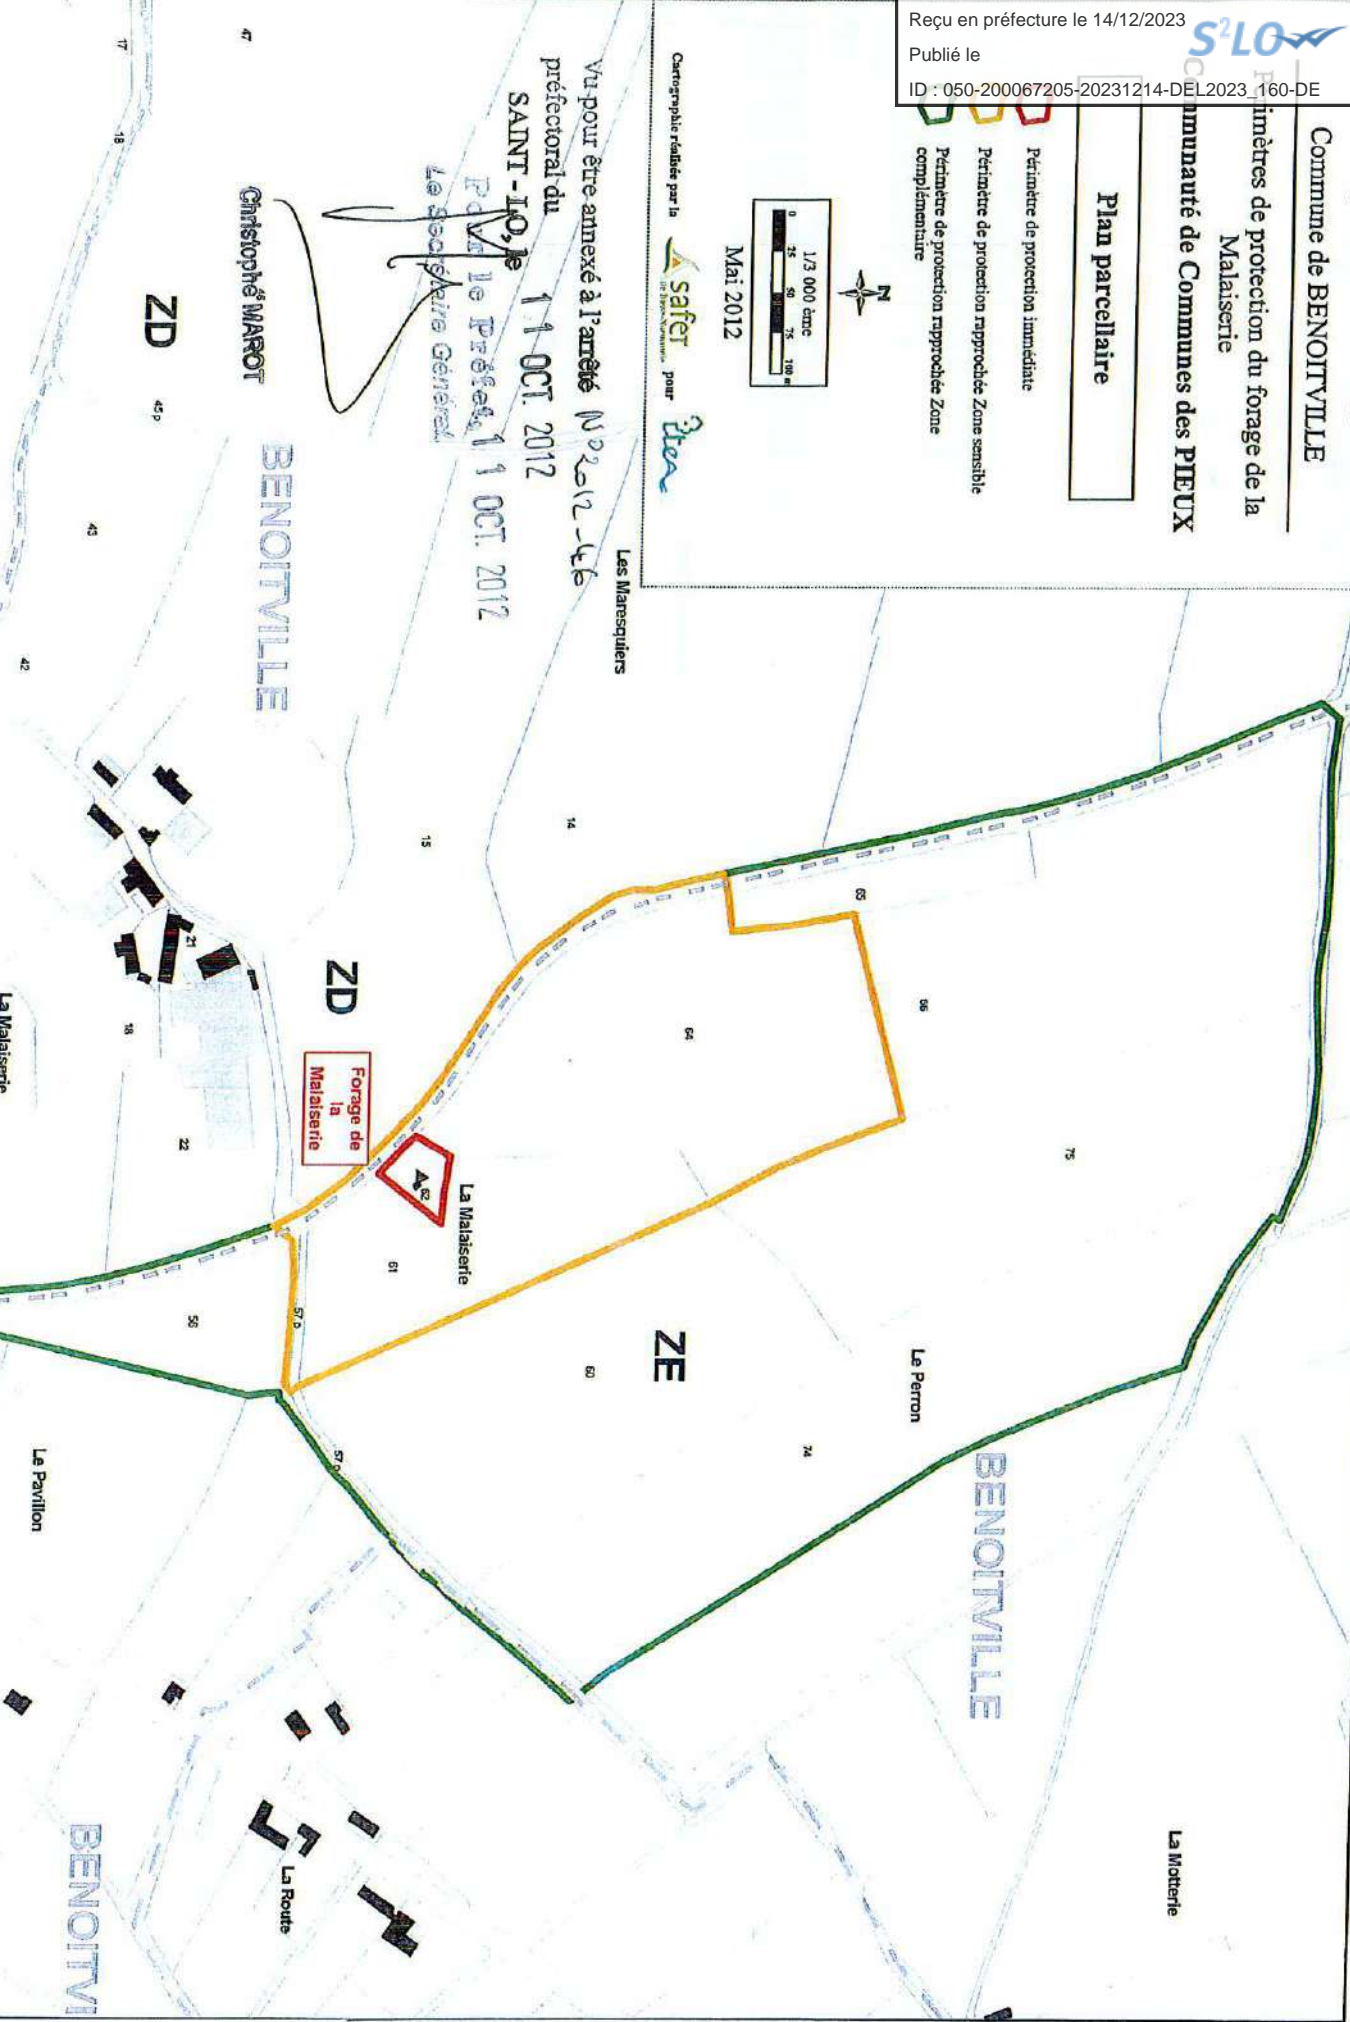 Reçu en préfecture le 14/12/2023
Publié le
ID : 050-200067205-20231214-DEL2023_160-DE
S²LO
Commune de BENOITVILLE
Périmètres de protection du forage de la
Malaiserie
Communauté de Communes des PIEUX
Plan parcellaire
Périmètre de protection immédiate
Périmètre de protection rapprochée Zone sensible
Périmètre de protection rapprochée Zone
complémentaire
N
1/3 000 ème
0 25 50 75 100 m
Mai 2012
Cartographie réalisée par la
safer
pour
Vu pour être annexé à l'arrêté N° 2012-46
préfectoral du 11 OCT. 2012
SAINT-LO, le 11 OCT. 2012
Pour le Préfet,
Le Secrétaire Général
Christophe MAROT
Les Maresquiers
47
17
18
46
ZD
45 p
43
42
BENOITVILLE
14
15
65
66
64
75
ZD
21
18
22
Forage de
la
Malaiserie
62
La Malaiserie
61
57 p
56
La Malaiserie
ZE
60
Le Perron
74
57 p
Le Pavillon
BENOITVILLE
La Motterie
La Route
BENOITVI